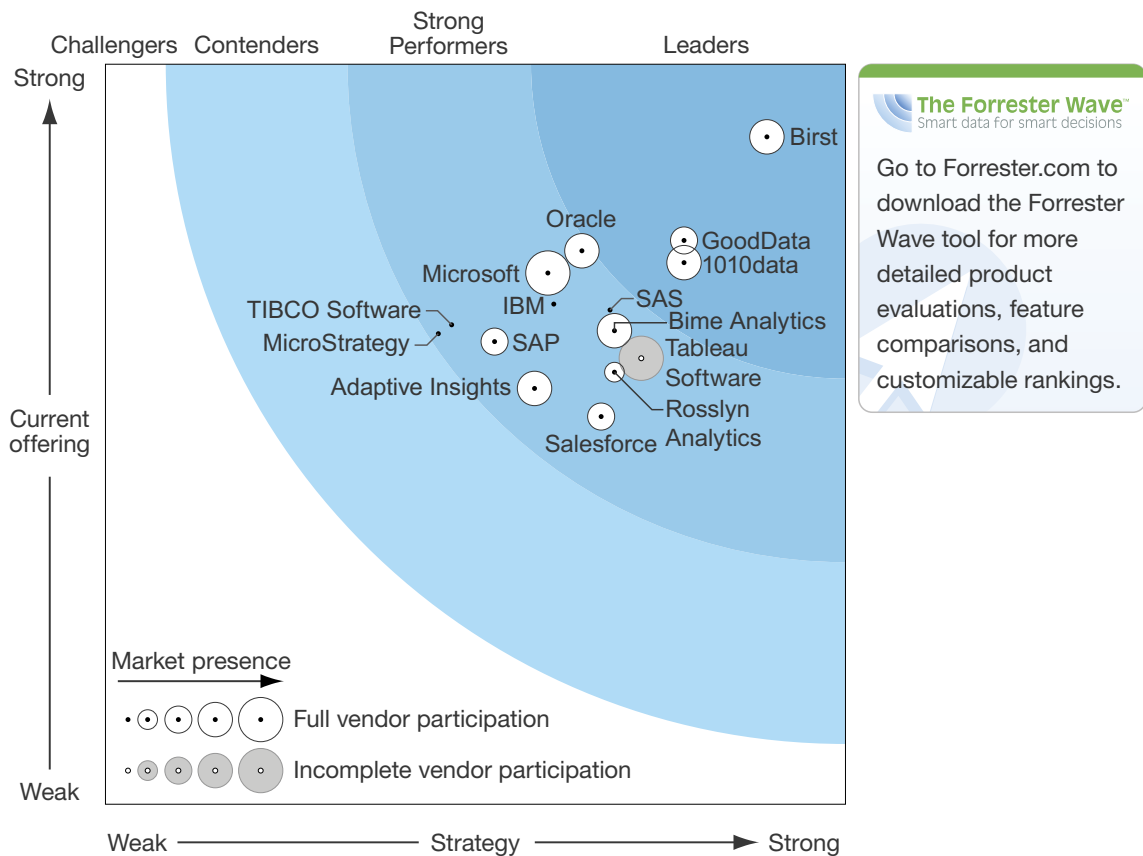 Strong
Performers
Challengers
Contenders
Leaders
Strong
Current
offering
Weak
Birst
Oracle
GoodData
Microsoft
1010data
IBM
SAS
TIBCO Software
Bime Analytics
MicroStrategy
SAP
Tableau
Software
Adaptive Insights
Rosslyn
Analytics
Salesforce
Market presence
Full vendor participation
Incomplete vendor participation
Weak
Strategy
Strong
The Forrester Wave™
Smart data for smart decisions
Go to Forrester.com to
download the Forrester
Wave tool for more
detailed product
evaluations, feature
comparisons, and
customizable rankings.